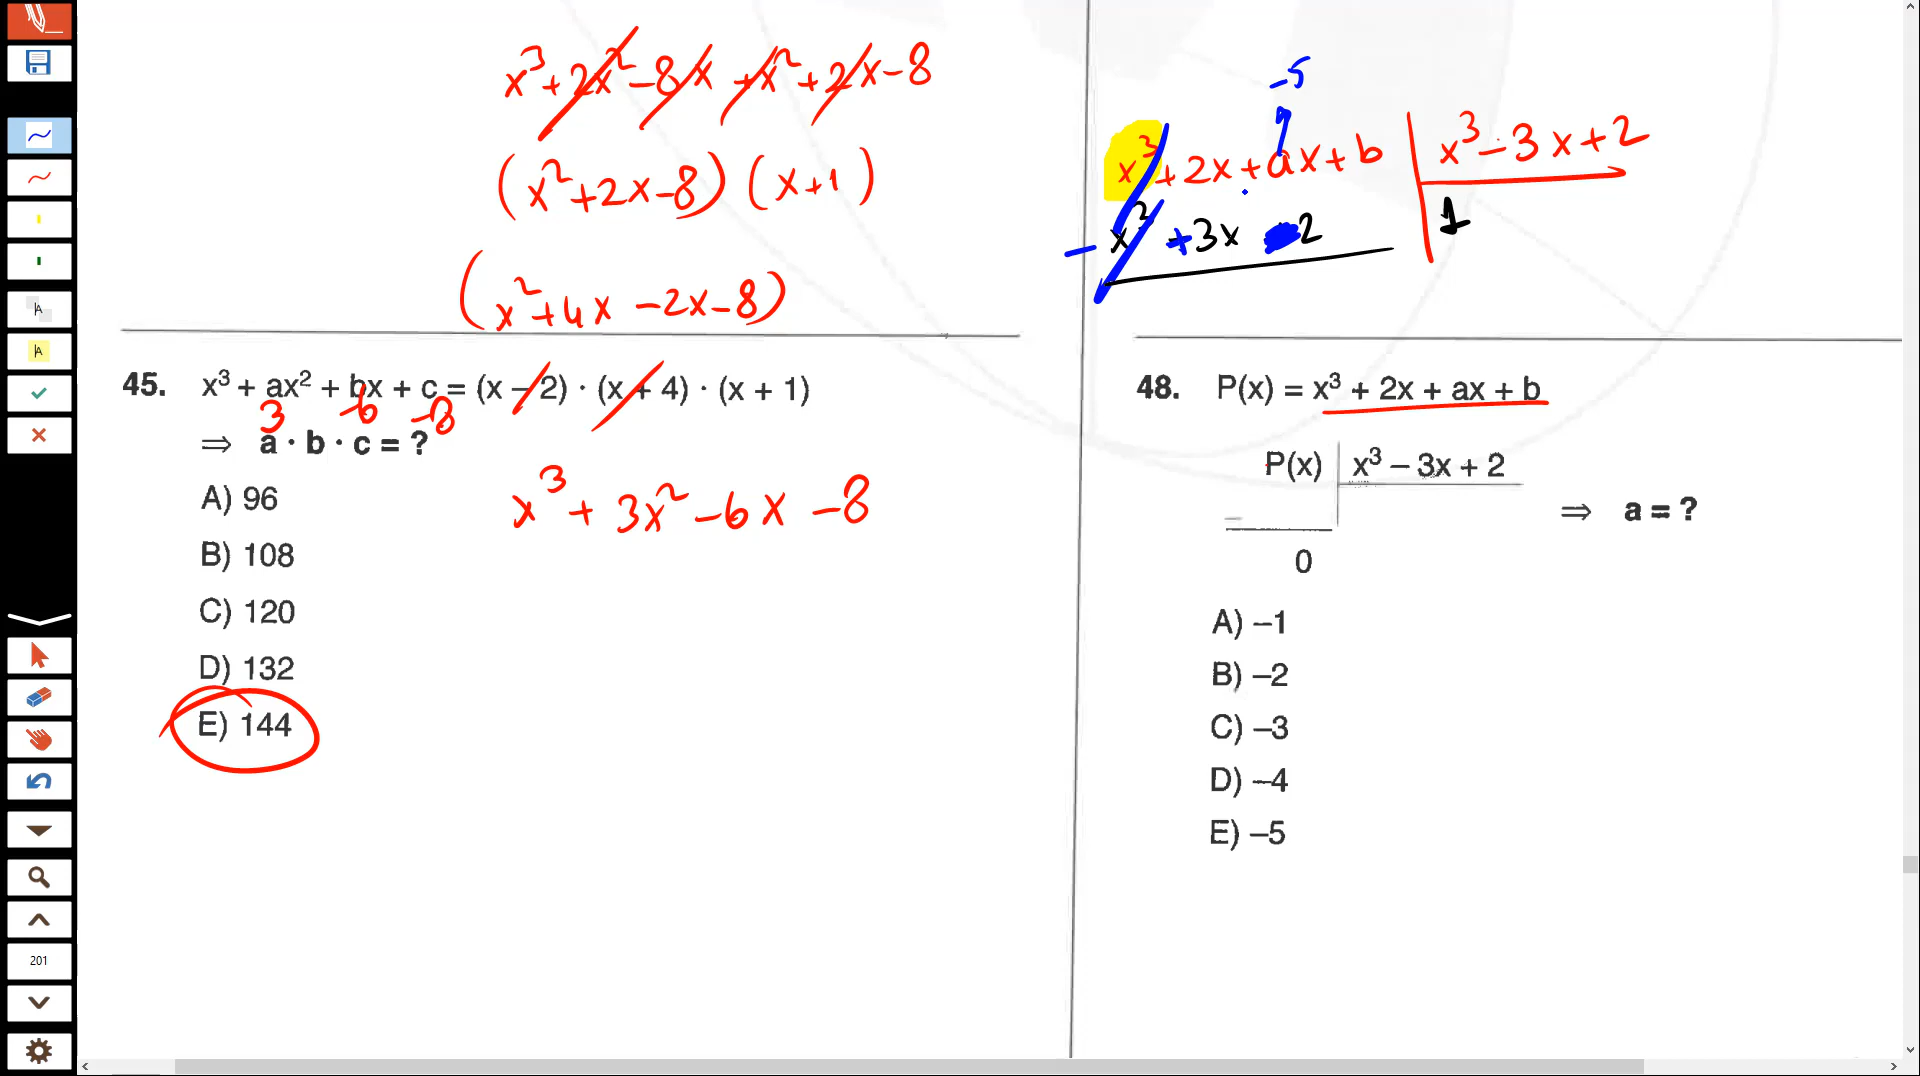 x³ + 2x² - 8x + x² + 2x - 8
(x² + 2x - 8) (x + 1)
(x² + 4x - 2x - 8)
45. x³ + ax² + bx + c = (x – 2) · (x + 4) · (x + 1)
3 -6 -8
⇒ a · b · c = ?
A) 96
B) 108
C) 120
D) 132
E) 144
x³ + 3x² - 6x - 8
-5
x³ + 2x + ax + b x³ - 3x + 2
- x³ + 3x 2 1
48. P(x) = x³ + 2x + ax + b
P(x) x³ – 3x + 2
–
0
⇒ a = ?
A) –1
B) –2
C) –3
D) –4
E) –5
A
A
201